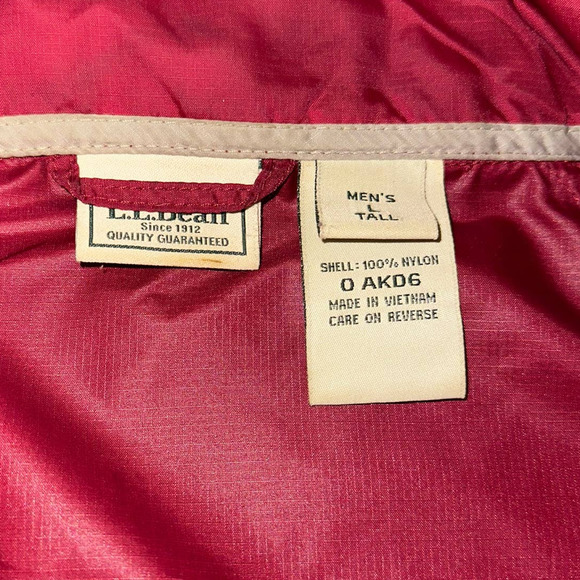 L.L.Bean
Since 1912
QUALITY GUARANTEED
MEN'S
L
TALL
SHELL: 100% NYLON
0 AKD6
MADE IN VIETNAM
CARE ON REVERSE